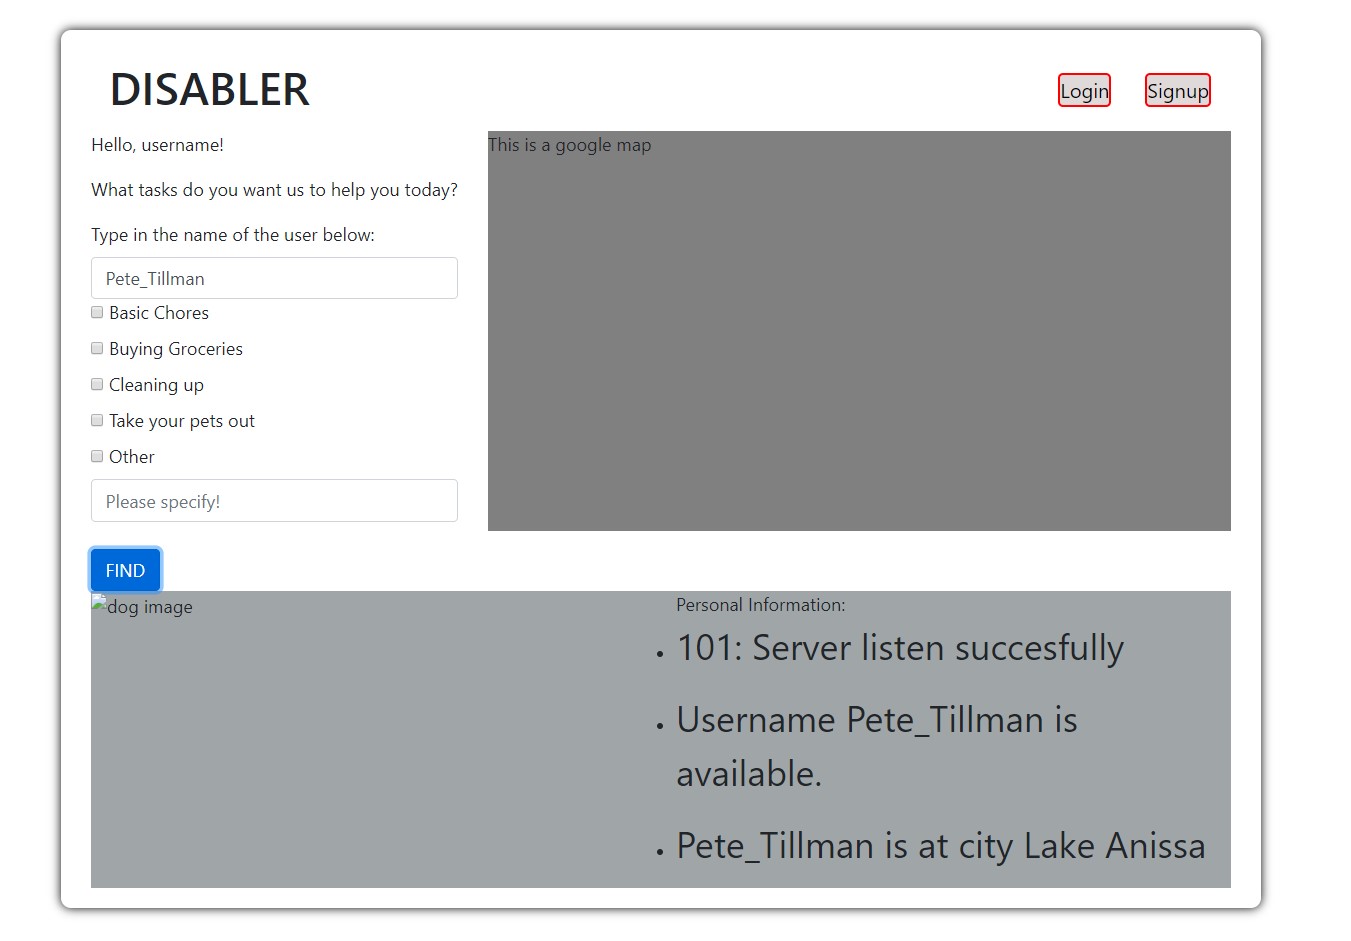 DISABLER
Login
Signup
Hello, username!
What tasks do you want us to help you today?
Type in the name of the user below:
Pete_Tillman
Basic Chores
Buying Groceries
Cleaning up
Take your pets out
Other
Please specify!
FIND
This is a google map
dog image
Personal Information:
101: Server listen succesfully
Username Pete_Tillman is
available.
Pete_Tillman is at city Lake Anissa